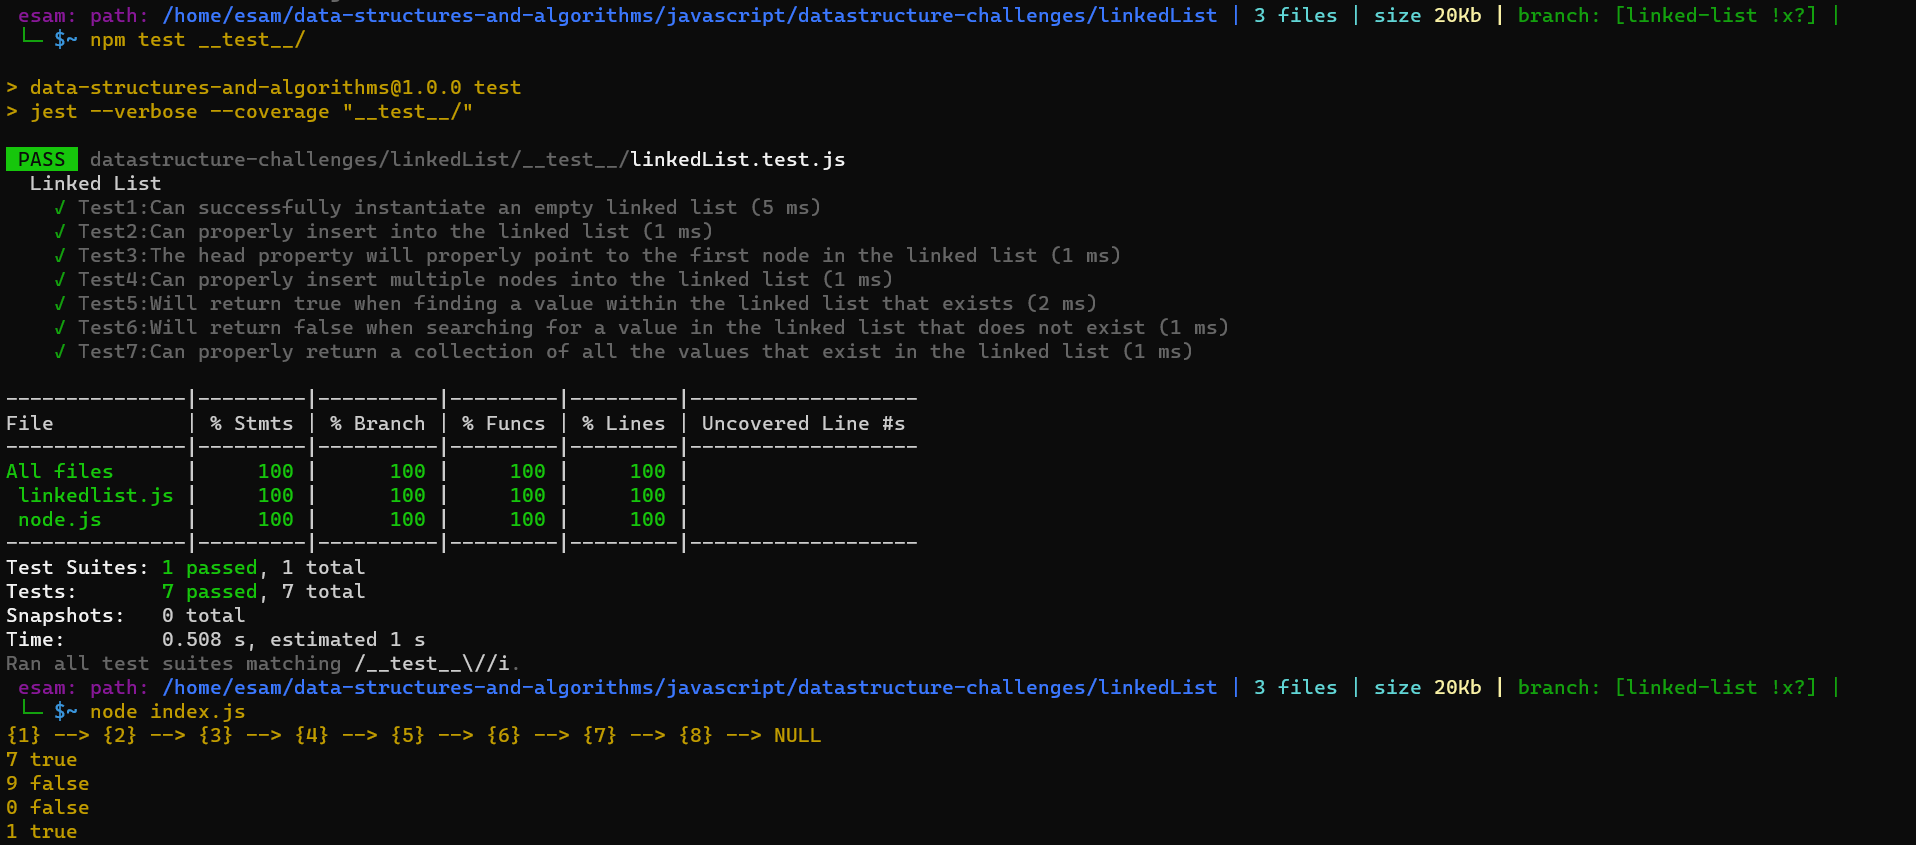 esam: path: /home/esam/data-structures-and-algorithms/javascript/datastructure-challenges/linkedList | 3 files | size 20Kb | branch: [linked-list !x?] |
└─ $~ npm test __test__/
> data-structures-and-algorithms@1.0.0 test
> jest --verbose --coverage "__test__/"
PASS datastructure-challenges/linkedList/__test__/linkedList.test.js
Linked List
√ Test1:Can successfully instantiate an empty linked list (5 ms)
√ Test2:Can properly insert into the linked list (1 ms)
√ Test3:The head property will properly point to the first node in the linked list (1 ms)
√ Test4:Can properly insert multiple nodes into the linked list (1 ms)
√ Test5:Will return true when finding a value within the linked list that exists (2 ms)
√ Test6:Will return false when searching for a value in the linked list that does not exist (1 ms)
√ Test7:Can properly return a collection of all the values that exist in the linked list (1 ms)
---------------|---------|----------|---------|---------|-------------------
File           | % Stmts | % Branch | % Funcs | % Lines | Uncovered Line #s
---------------|---------|----------|---------|---------|-------------------
All files      |     100 |      100 |     100 |     100 |
 linkedlist.js |     100 |      100 |     100 |     100 |
 node.js       |     100 |      100 |     100 |     100 |
---------------|---------|----------|---------|---------|-------------------
Test Suites: 1 passed, 1 total
Tests:       7 passed, 7 total
Snapshots:   0 total
Time:        0.508 s, estimated 1 s
Ran all test suites matching /__test__\//i.
esam: path: /home/esam/data-structures-and-algorithms/javascript/datastructure-challenges/linkedList | 3 files | size 20Kb | branch: [linked-list !x?] |
└─ $~ node index.js
{1} --> {2} --> {3} --> {4} --> {5} --> {6} --> {7} --> {8} --> NULL
7 true
9 false
0 false
1 true